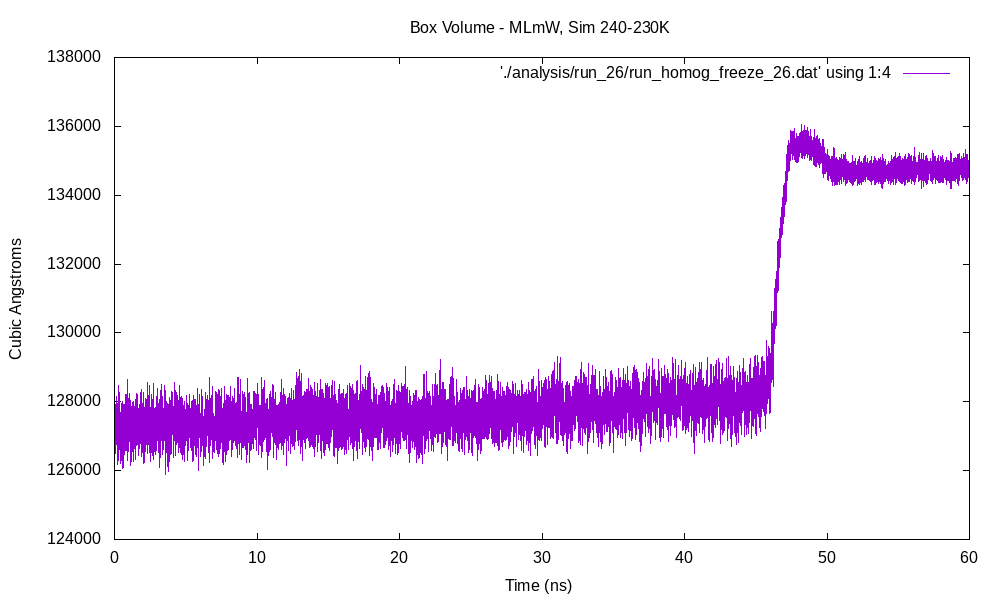 Box Volume - MLmW, Sim 240-230K
'./analysis/run_26/run_homog_freeze_26.dat' using 1:4
138000
136000
134000
132000
130000
128000
126000
124000
Cubic Angstroms
0 10 20 30 40 50 60
Time (ns)